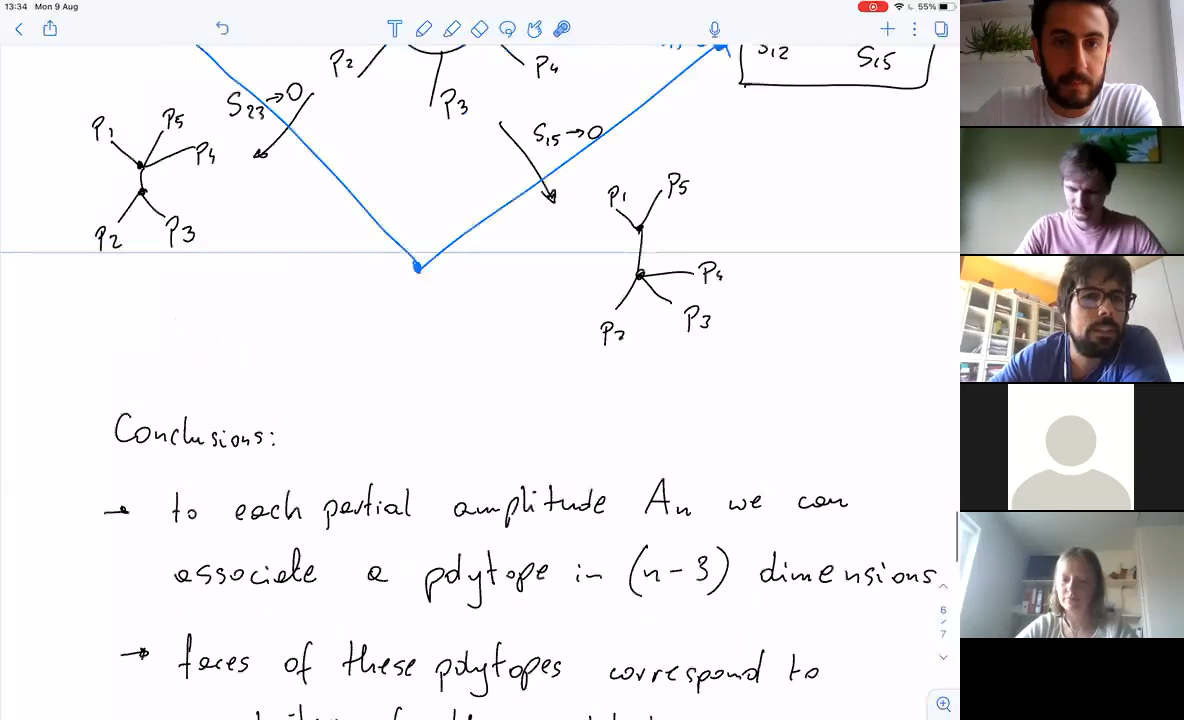 13:34 Mon 9 Aug
55%
S12 S15
P2 P4
P3
S23→0
S15→0
P1 P5 P4
P2 P3
P1 P5
P4
P2 P3
Conclusions:
→ to each partial amplitude An we can
associate a polytope in (n-3) dimensions
6
/
7
→ faces of these polytopes correspond to